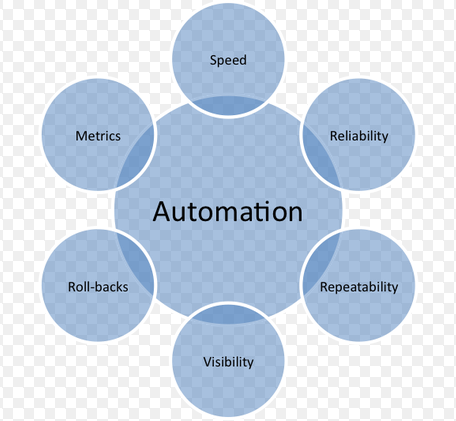 Speed
Metrics
Reliability
Automation
Roll-backs
Repeatability
Visibility